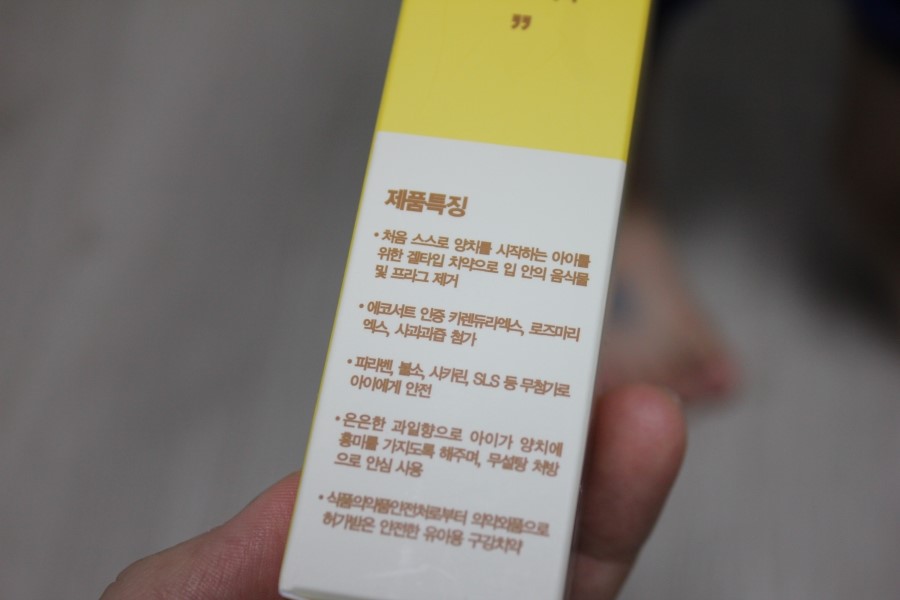 ”
제품특징
• 처음 스스로 양치를 시작하는 아이를
위한 겔타입 치약으로 입 안의 음식물
및 프라그 제거
• 에코서트 인증 카렌듀라엑스, 로즈마리
엑스, 사과과즙 첨가
• 파라벤, 불소, 사카린, SLS 등 무첨가로
아이에게 안전
• 은은한 과일향으로 아이가 양치에
흥미를 가지도록 해주며, 무설탕 처방
으로 안심 사용
• 식품의약품안전처로부터 의약외품으로
허가받은 안전한 유아용 구강치약